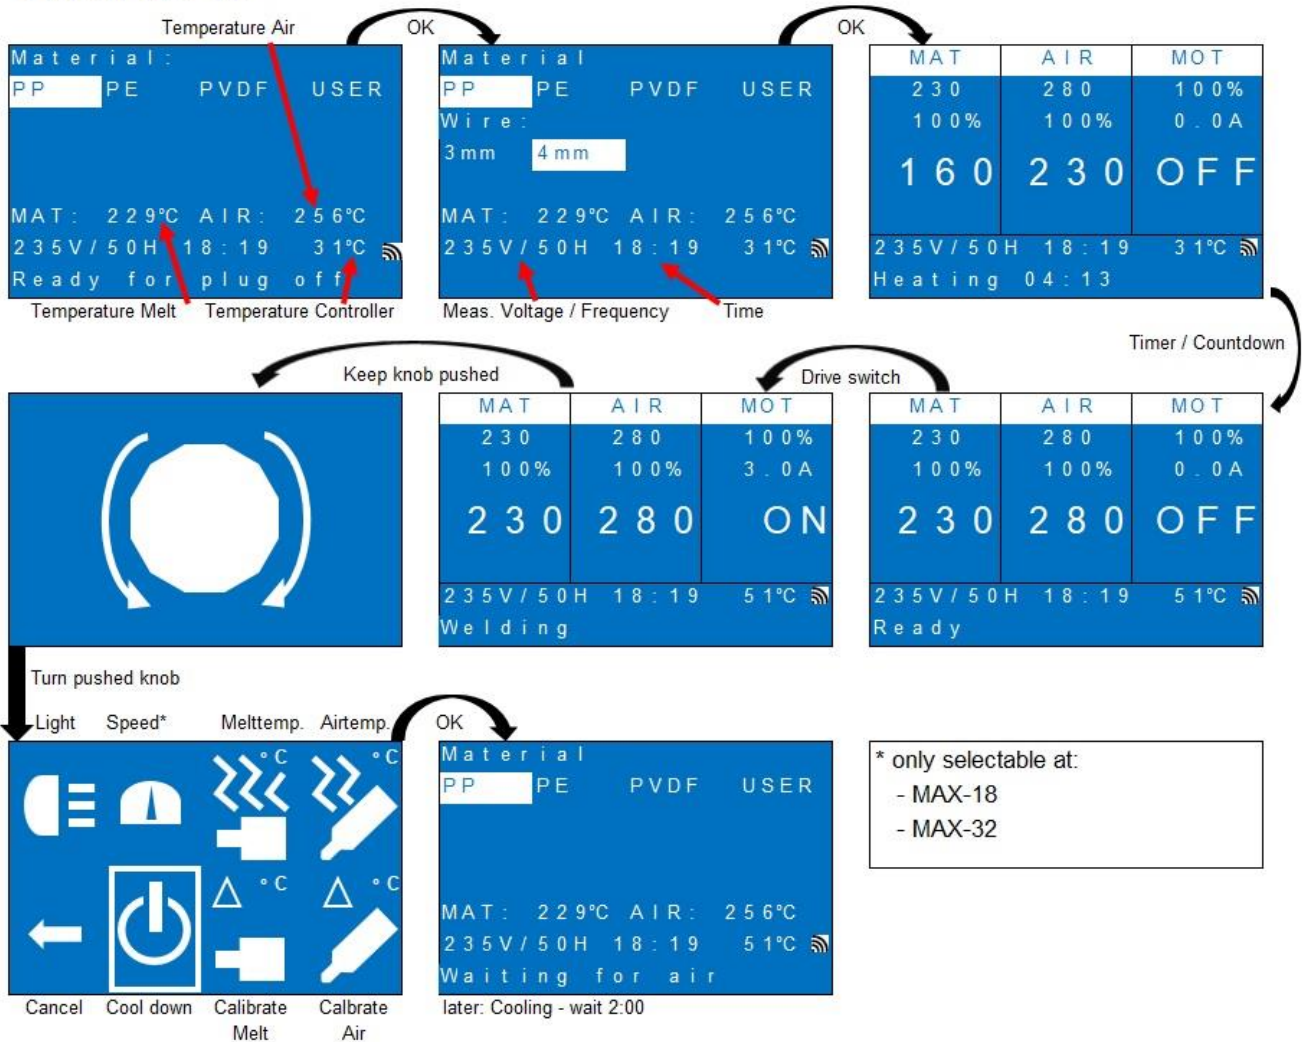 Temperature Air
OK
OK
Material:
PP PE PVDF USER
MAT: 229°C AIR: 256°C
235V/50H 18:19 31°C
Ready for plug off
Temperature Melt Temperature Controller
Material
PP PE PVDF USER
Wire:
3mm 4mm
MAT: 229°C AIR: 256°C
235V/50H 18:19 31°C
Meas. Voltage / Frequency Time
MAT AIR MOT
230 280 100%
100% 100% 0.0A
160 230 OFF
235V/50H 18:19 31°C
Heating 04:13
Timer / Countdown
Keep knob pushed
Drive switch
MAT AIR MOT
230 280 100%
100% 100% 3.0A
230 280 ON
235V/50H 18:19 51°C
Welding
MAT AIR MOT
230 280 100%
100% 100% 0.0A
230 280 OFF
235V/50H 18:19 51°C
Ready
Turn pushed knob
Light Speed* Melttemp. Airtemp.
OK
°C °C
°C °C
Cancel Cool down Calibrate Melt Calbrate Air
Material
PP PE PVDF USER
MAT: 229°C AIR: 256°C
235V/50H 18:19 51°C
Waiting for air
later: Cooling - wait 2:00
* only selectable at:
- MAX-18
- MAX-32